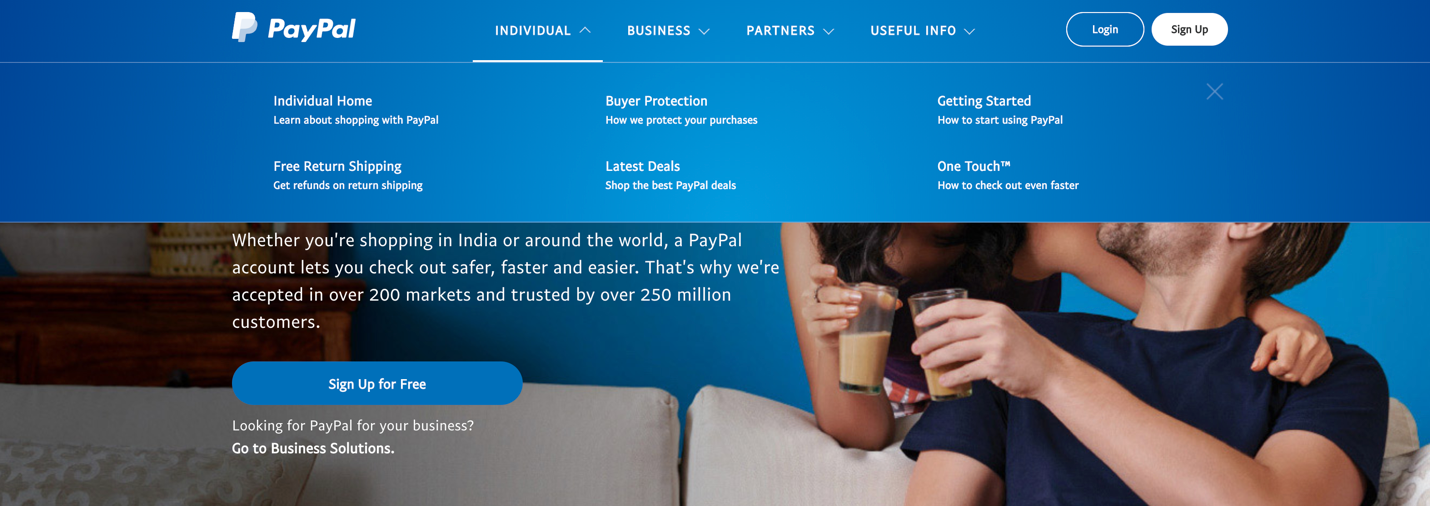 PayPal
INDIVIDUAL
BUSINESS
PARTNERS
USEFUL INFO
Login
Sign Up
Individual Home
Learn about shopping with PayPal
Buyer Protection
How we protect your purchases
Getting Started
How to start using PayPal
Free Return Shipping
Get refunds on return shipping
Latest Deals
Shop the best PayPal deals
One Touch™
How to check out even faster
Whether you're shopping in India or around the world, a PayPal
account lets you check out safer, faster and easier. That's why we're
accepted in over 200 markets and trusted by over 250 million
customers.
Sign Up for Free
Looking for PayPal for your business?
Go to Business Solutions.